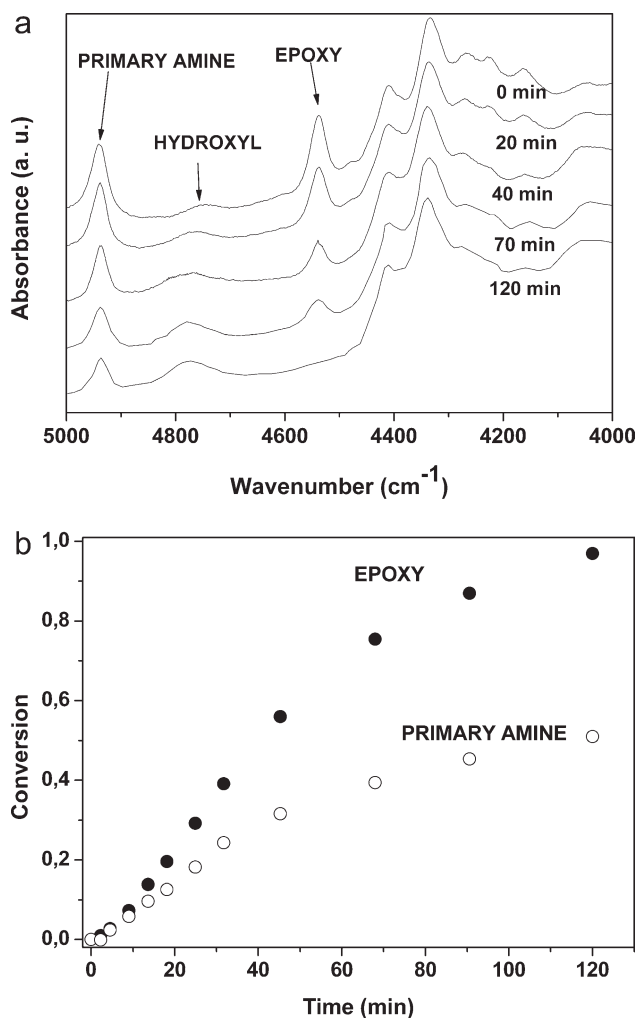 a
PRIMARY AMINE
EPOXY
HYDROXYL
0 min
20 min
40 min
70 min
120 min
Absorbance (a. u.)
5000 4800 4600 4400 4200 4000
Wavenumber (cm-1)
b
1,0
0,8
0,6
0,4
0,2
0,0
EPOXY
PRIMARY AMINE
Conversion
0 20 40 60 80 100 120
Time (min)